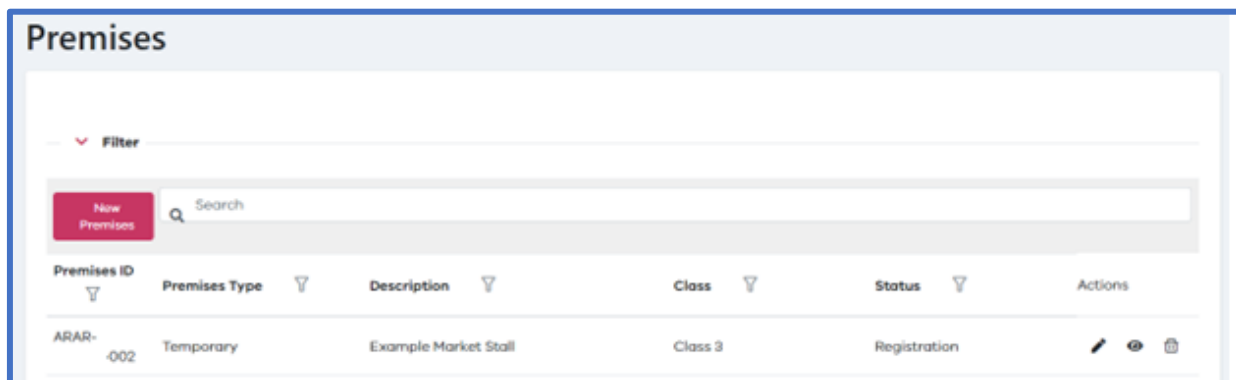 Premises
Filter
New
Premises
Search
Premises ID
Premises Type
Description
Class
Status
Actions
ARAR-
-002
Temporary
Example Market Stall
Class 3
Registration